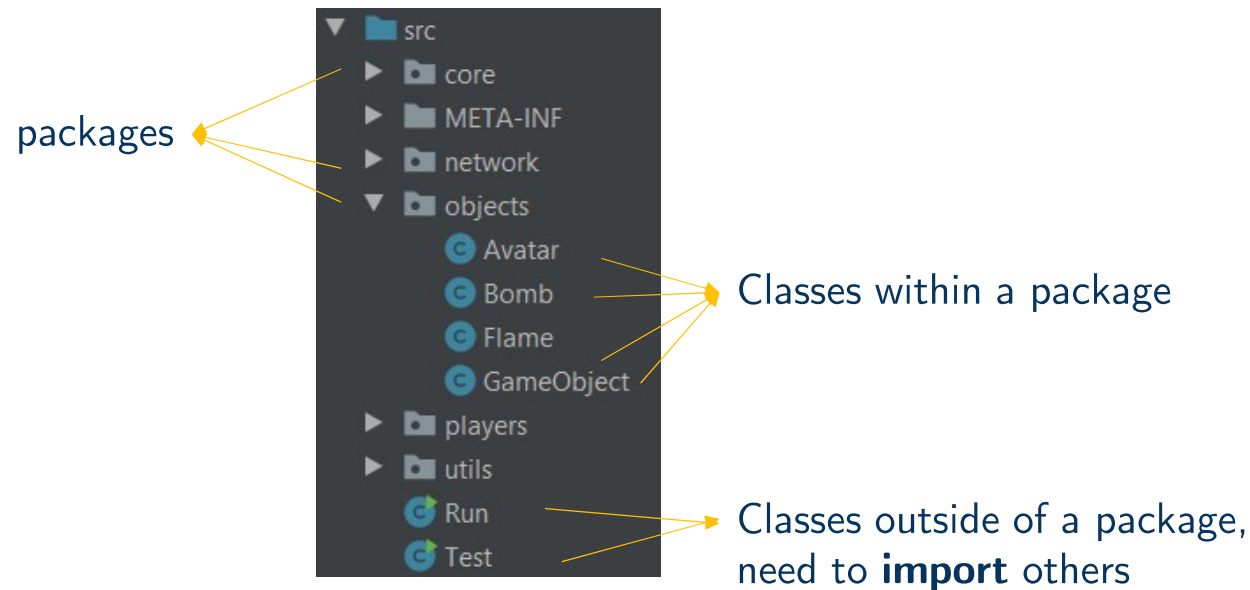 packages
src
core
META-INF
network
objects
Avatar
Bomb
Flame
GameObject
players
utils
Run
Test
Classes within a package
Classes outside of a package,
need to import others